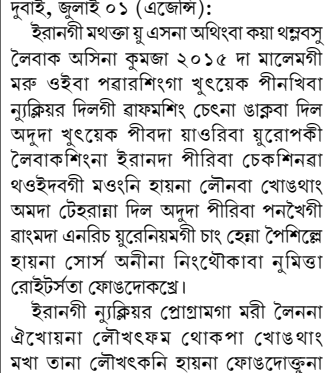 দুবাই, জুলাই ০১ (এজেন্সি):
ইরানগী মথক্তা য়ু এসনা অথিংবা কয়া থম্লবসু
লৈবাক অসিনা কুমজা ২০১৫ দা মালেমগী
মরু ওইবা পৱারশিংগা খুৎয়েক পীনখিবা
ন্যুক্লিয়র দিলগী ৱাফমশিং চেৎনা ঙাক্নবা দিল
অদুদা খুৎয়েক পীবদা য়াওরিবা য়ুরোপকী
লৈবাকশিংনা ইরানদা পীরিবা চেকশিনৱা
থওইদবগী মওংনি হায়না লৌনবা খোঙথাং
অমদা টেহরান্না দিল অদুদা পীরিবা পনখৈগী
ৱাংমদা এনরিচ য়ুরেনিয়মগী চাং হেন্না পৈশিল্লে
হায়না সোর্স অনীনা নিংথৌকাবা নুমিত্তা
রোইটর্সতা ফোঙদোকখ্রে।
ইরানগী ন্যুক্লিয়র প্রোগ্রামগা মরী লৈননা
ঐখোয়না লৌখৎফম থোকপা খোঙথাং
মখা তানা লৌখৎকনি হায়না ফোঙদোক্তুনা